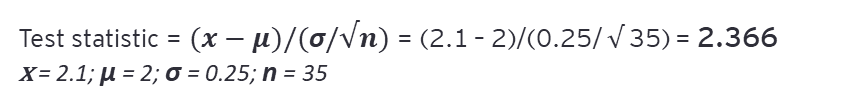 Test statistic = (x − μ)/(σ/√n) = (2.1 - 2)/(0.25/ √ 35) = 2.366
X= 2.1; μ = 2; σ = 0.25; n = 35